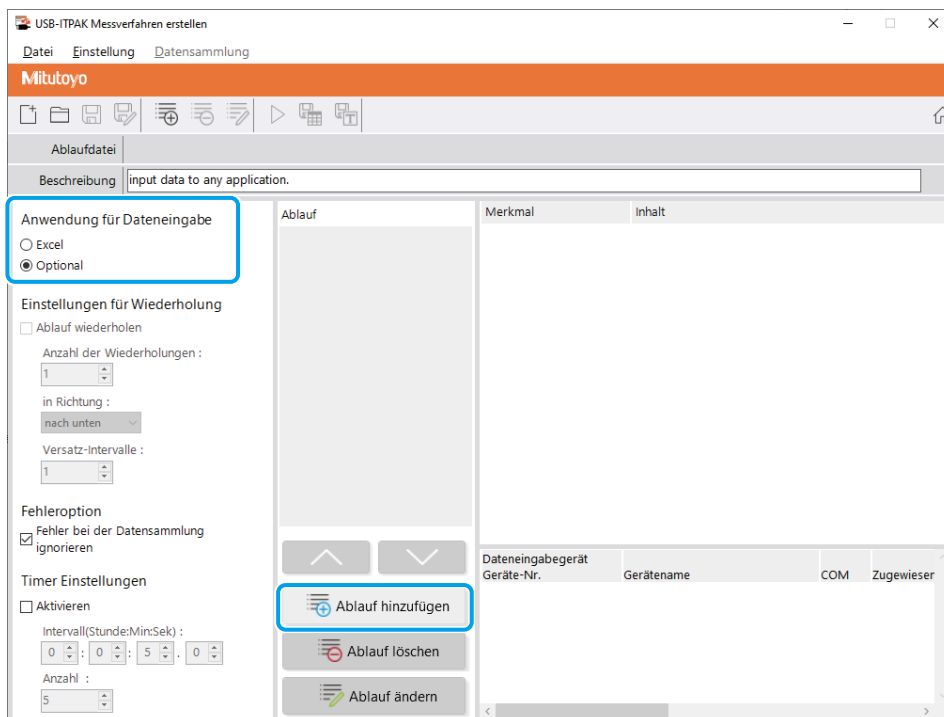 USB-ITPAK Messverfahren erstellen
Datei Einstellung Datensammlung
Mitutoyo
Ablaufdatei
Beschreibung input data to any application.
Anwendung für Dateneingabe
Excel
Optional
Einstellungen für Wiederholung
Ablauf wiederholen
Anzahl der Wiederholungen :
1
in Richtung :
nach unten
Versatz-Intervalle :
1
Fehleroption
Fehler bei der Datensammlung
ignorieren
Timer Einstellungen
Aktivieren
Intervall(Stunde:Min:Sek) :
0 : 0 : 5 . 0
Anzahl :
5
Ablauf
Ablauf hinzufügen
Ablauf löschen
Ablauf ändern
Merkmal Inhalt
Dateneingabegerät
Geräte-Nr. Gerätename COM Zugewieser